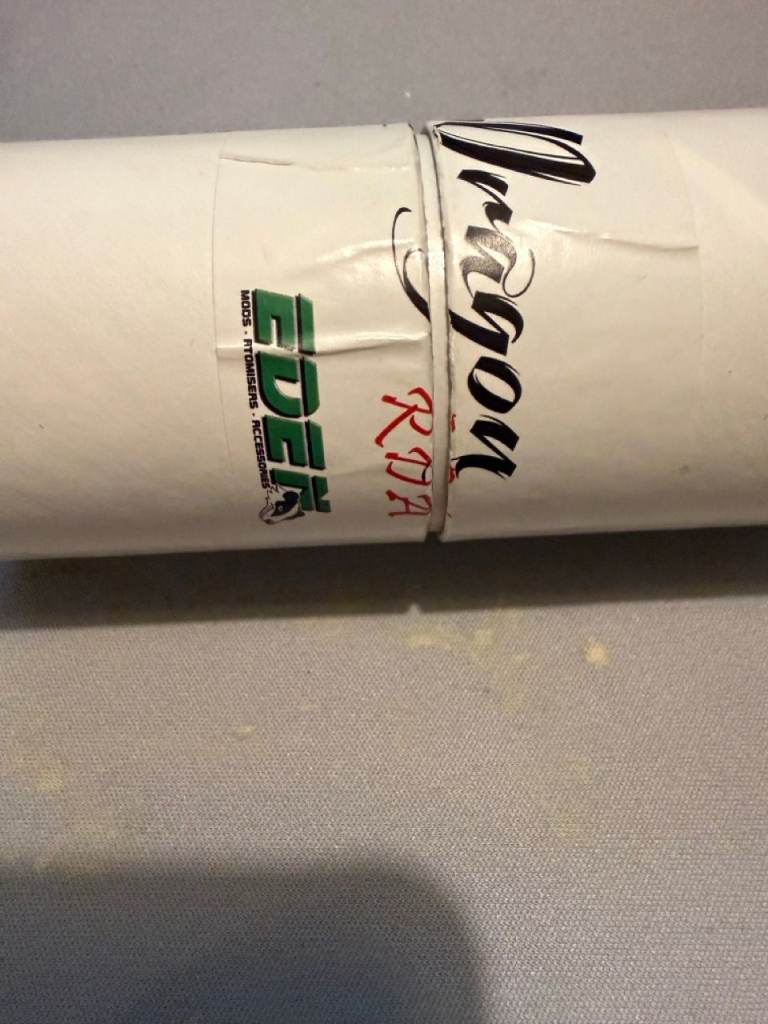 Dragon
RDA
EDEN
MODS - ATOMISERS - ACCESSORIES